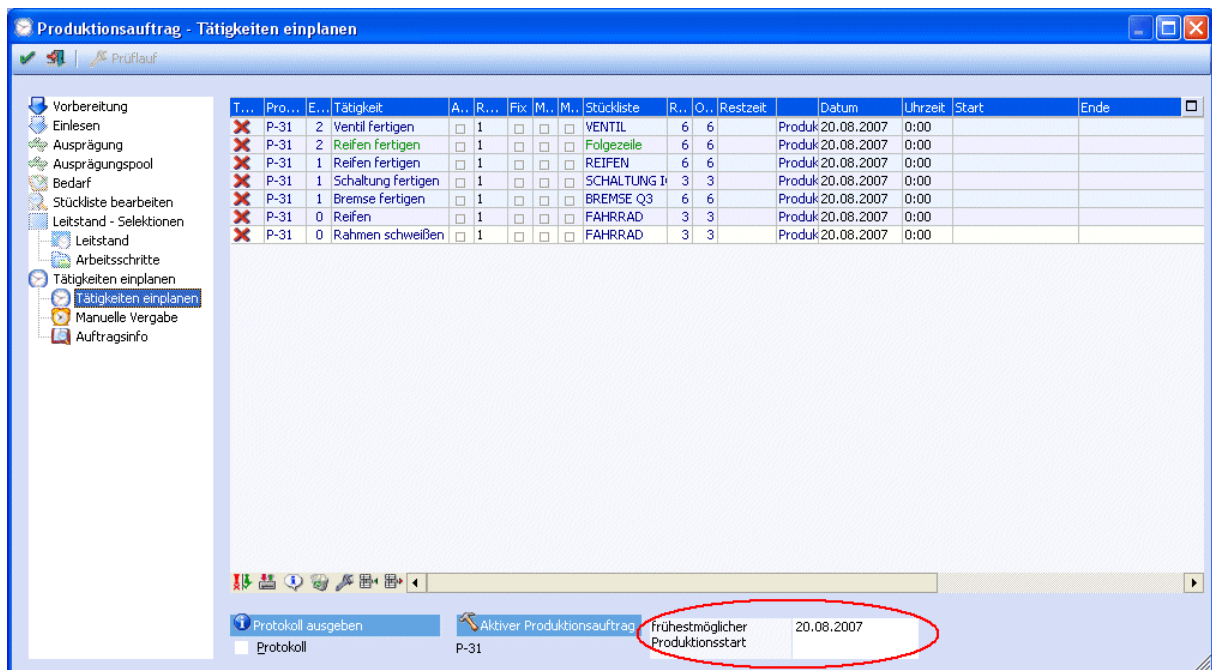 Produktionsauftrag - Tätigkeiten einplanen
Prüflauf
Vorbereitung
Einlesen
Ausprägung
Ausprägungspool
Bedarf
Stückliste bearbeiten
Leitstand - Selektionen
Leitstand
Arbeitsschritte
Tätigkeiten einplanen
Tätigkeiten einplanen
Manuelle Vergabe
Auftragsinfo
T... Pro... E... Tätigkeit A.. R... Fix M.. M.. Stückliste R.. O.. Restzeit Datum Uhrzeit Start Ende
P-31 2 Ventil fertigen 1 VENTIL 6 6 Produk 20.08.2007 0:00
P-31 2 Reifen fertigen 1 Folgezeile 6 6 Produk 20.08.2007 0:00
P-31 1 Reifen fertigen 1 REIFEN 6 6 Produk 20.08.2007 0:00
P-31 1 Schaltung fertigen 1 SCHALTUNG 3 3 Produk 20.08.2007 0:00
P-31 1 Bremse fertigen 1 BREMSE Q3 6 6 Produk 20.08.2007 0:00
P-31 0 Reifen 1 FAHRRAD 3 3 Produk 20.08.2007 0:00
P-31 0 Rahmen schweißen 1 FAHRRAD 3 3 Produk 20.08.2007 0:00
Protokoll ausgeben
Protokoll
Aktiver Produktionsauftrag
P-31
frühestmöglicher 20.08.2007
Produktionsstart